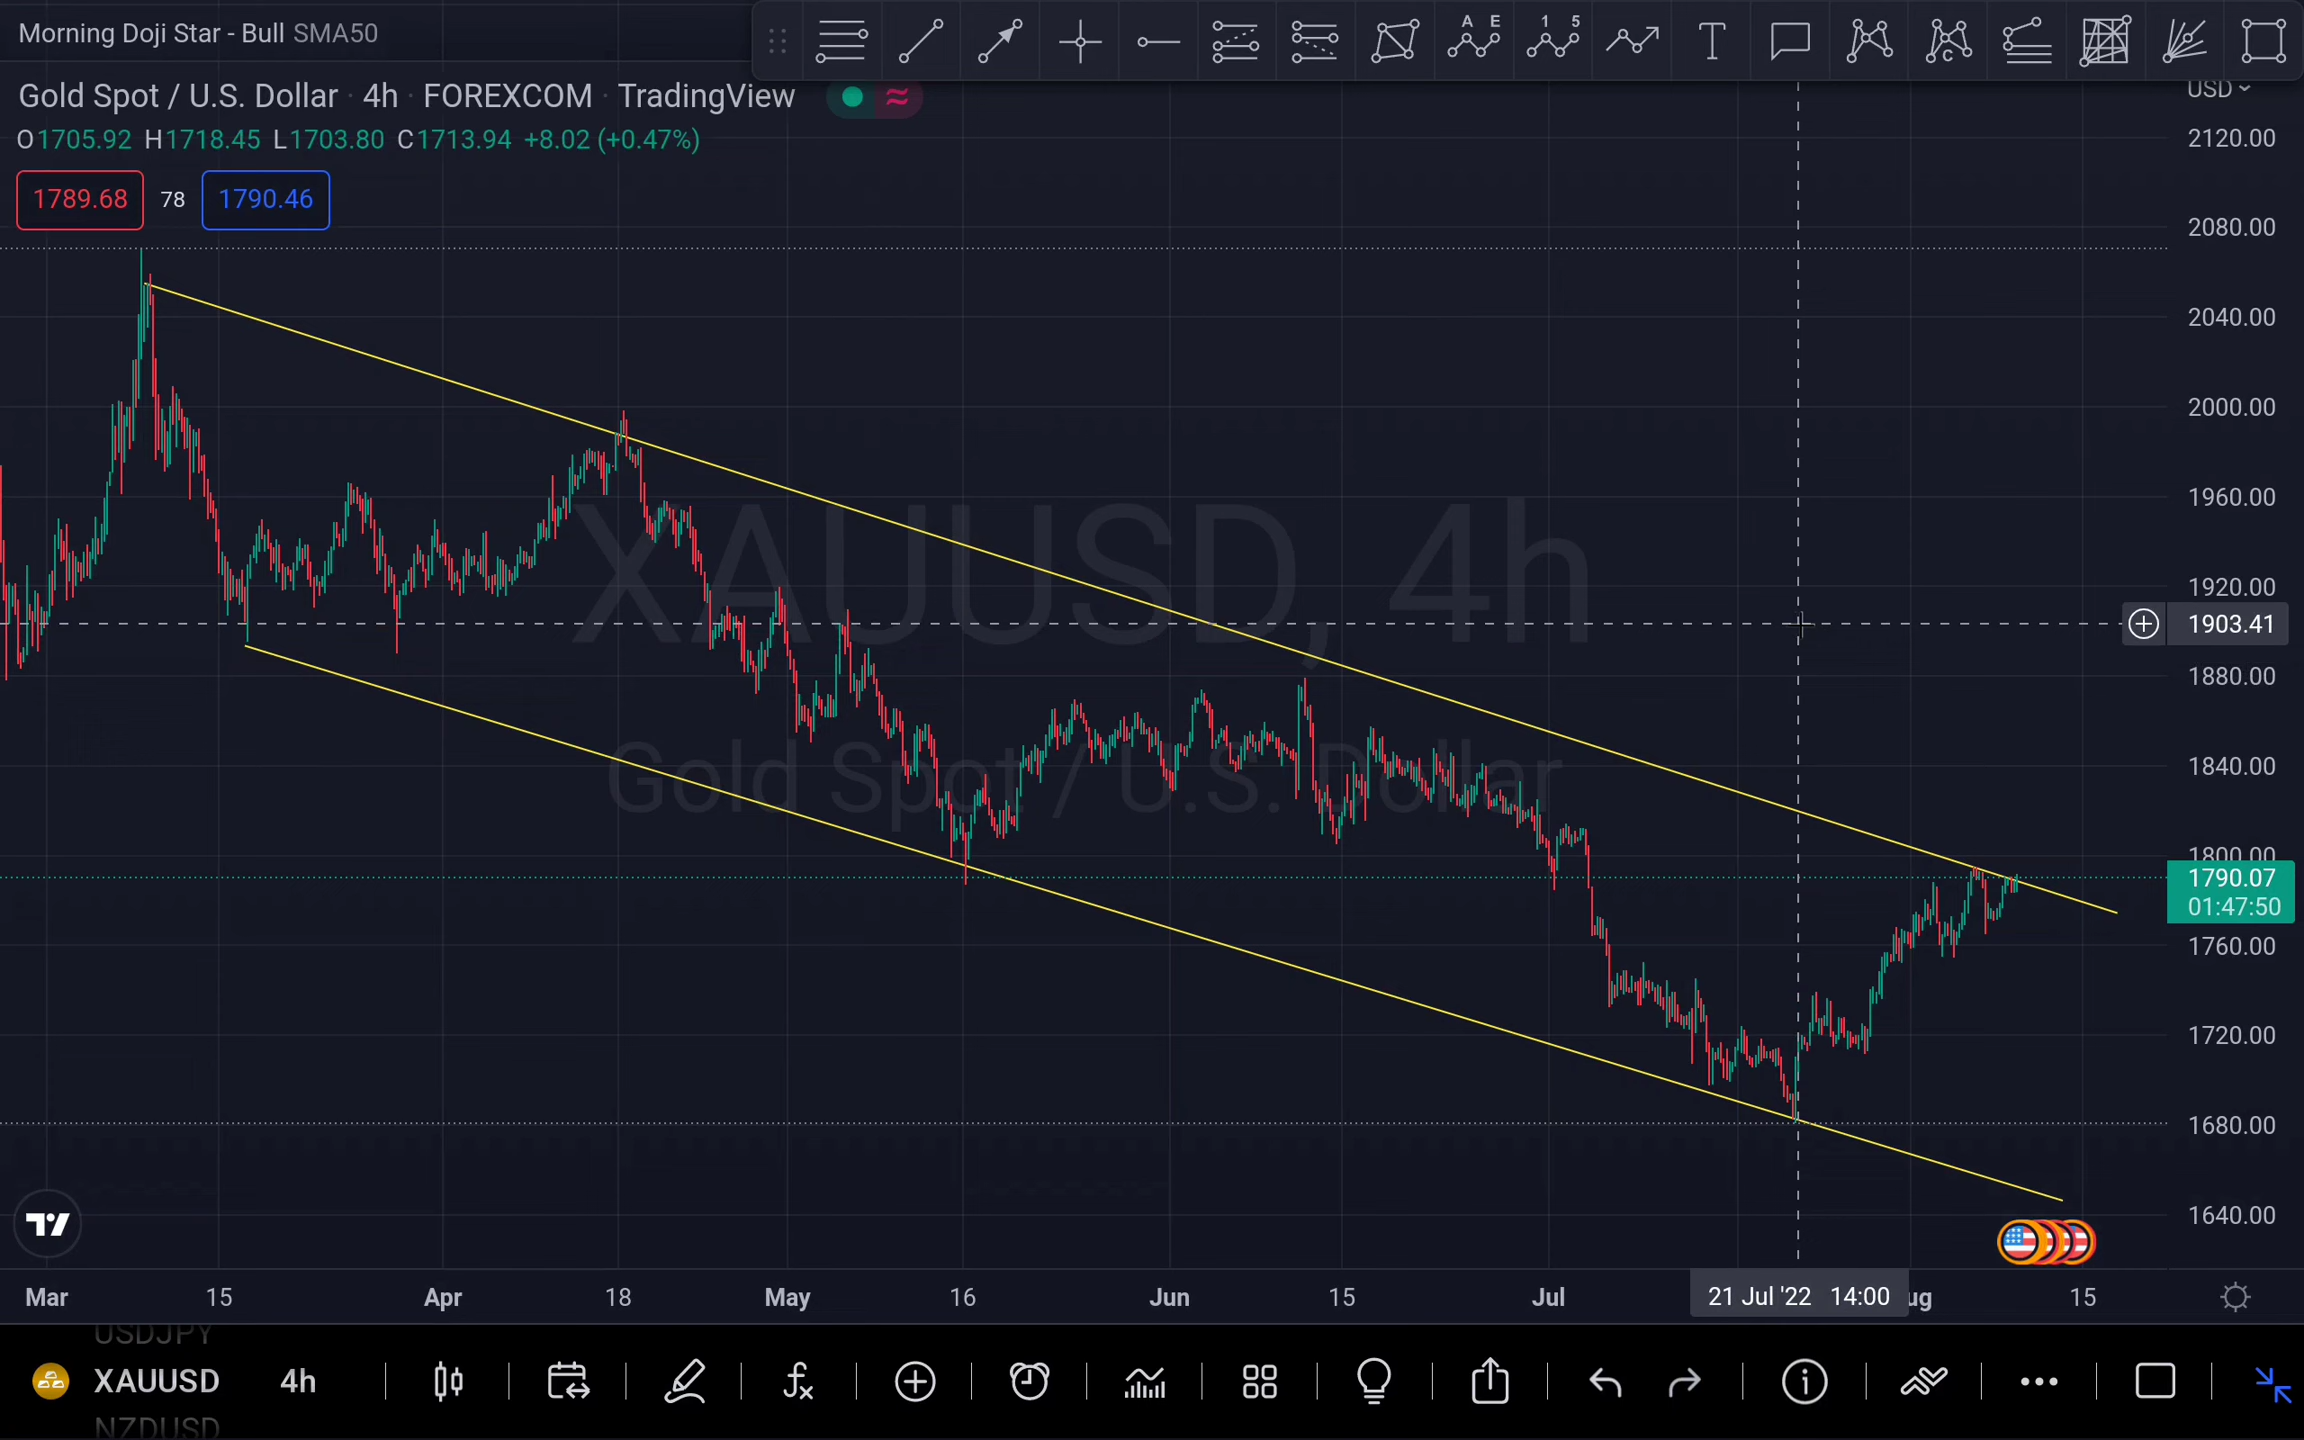 Morning Doji Star - Bull SMA50
A E
1 5
T
C
Gold Spot / U.S. Dollar · 4h · FOREXCOM · TradingView
USD
O1705.92 H1718.45 L1703.80 C1713.94 +8.02 (+0.47%)
1789.68 78 1790.46
2120.00
2080.00
2040.00
2000.00
1960.00
1920.00
1903.41
1880.00
1840.00
1800.00
1790.07
01:47:50
1760.00
1720.00
1680.00
1640.00
XAUUSD, 4h
Gold Spot / U.S. Dollar
Mar 15 Apr 18 May 16 Jun 15 Jul 21 Jul '22 14:00 ug 15
USDJPY
XAUUSD 4h
NZDUSD